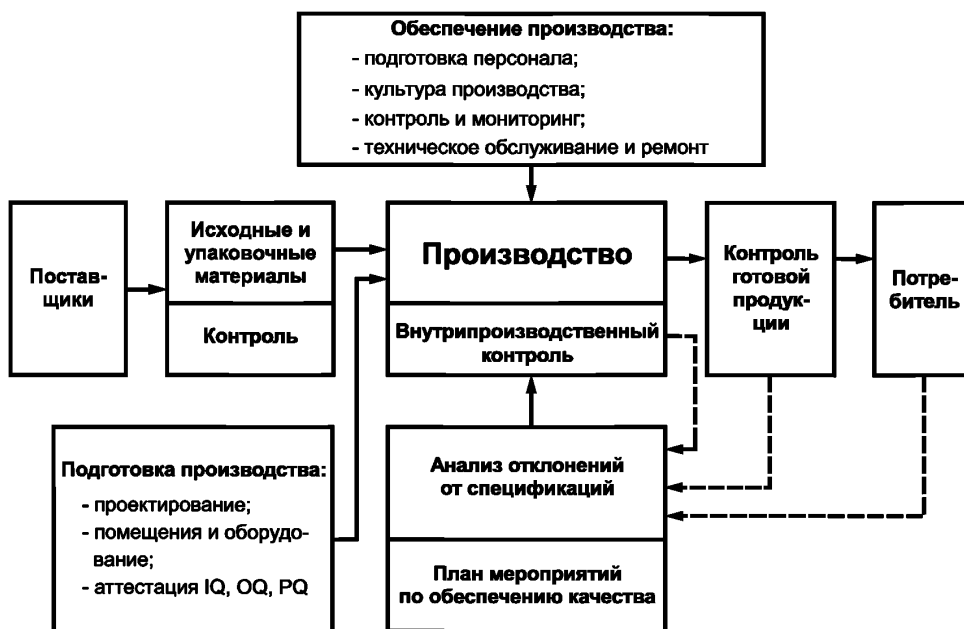 Обеспечение производства:
- подготовка персонала;
- культура производства;
- контроль и мониторинг;
- техническое обслуживание и ремонт
Постав-
щики
Исходные и
упаковочные
материалы
Контроль
Производство
Внутрипроизводственный
контроль
Контроль
готовой
продук-
ции
Потре-
битель
Подготовка производства:
- проектирование;
- помещения и оборудо-
вание;
- аттестация IQ, OQ, PQ
Анализ отклонений
от спецификаций
План мероприятий
по обеспечению качества